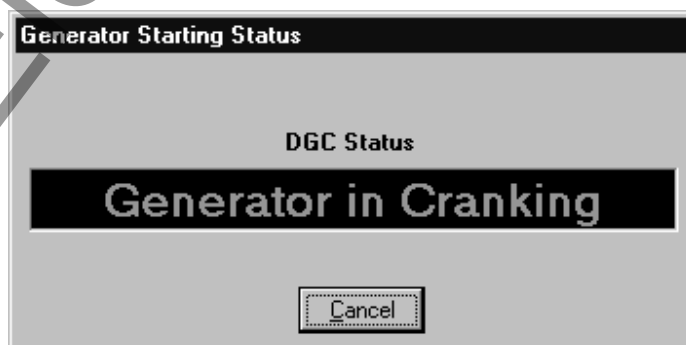 Generator Starting Status
DGC Status
Generator in Cranking
Cancel